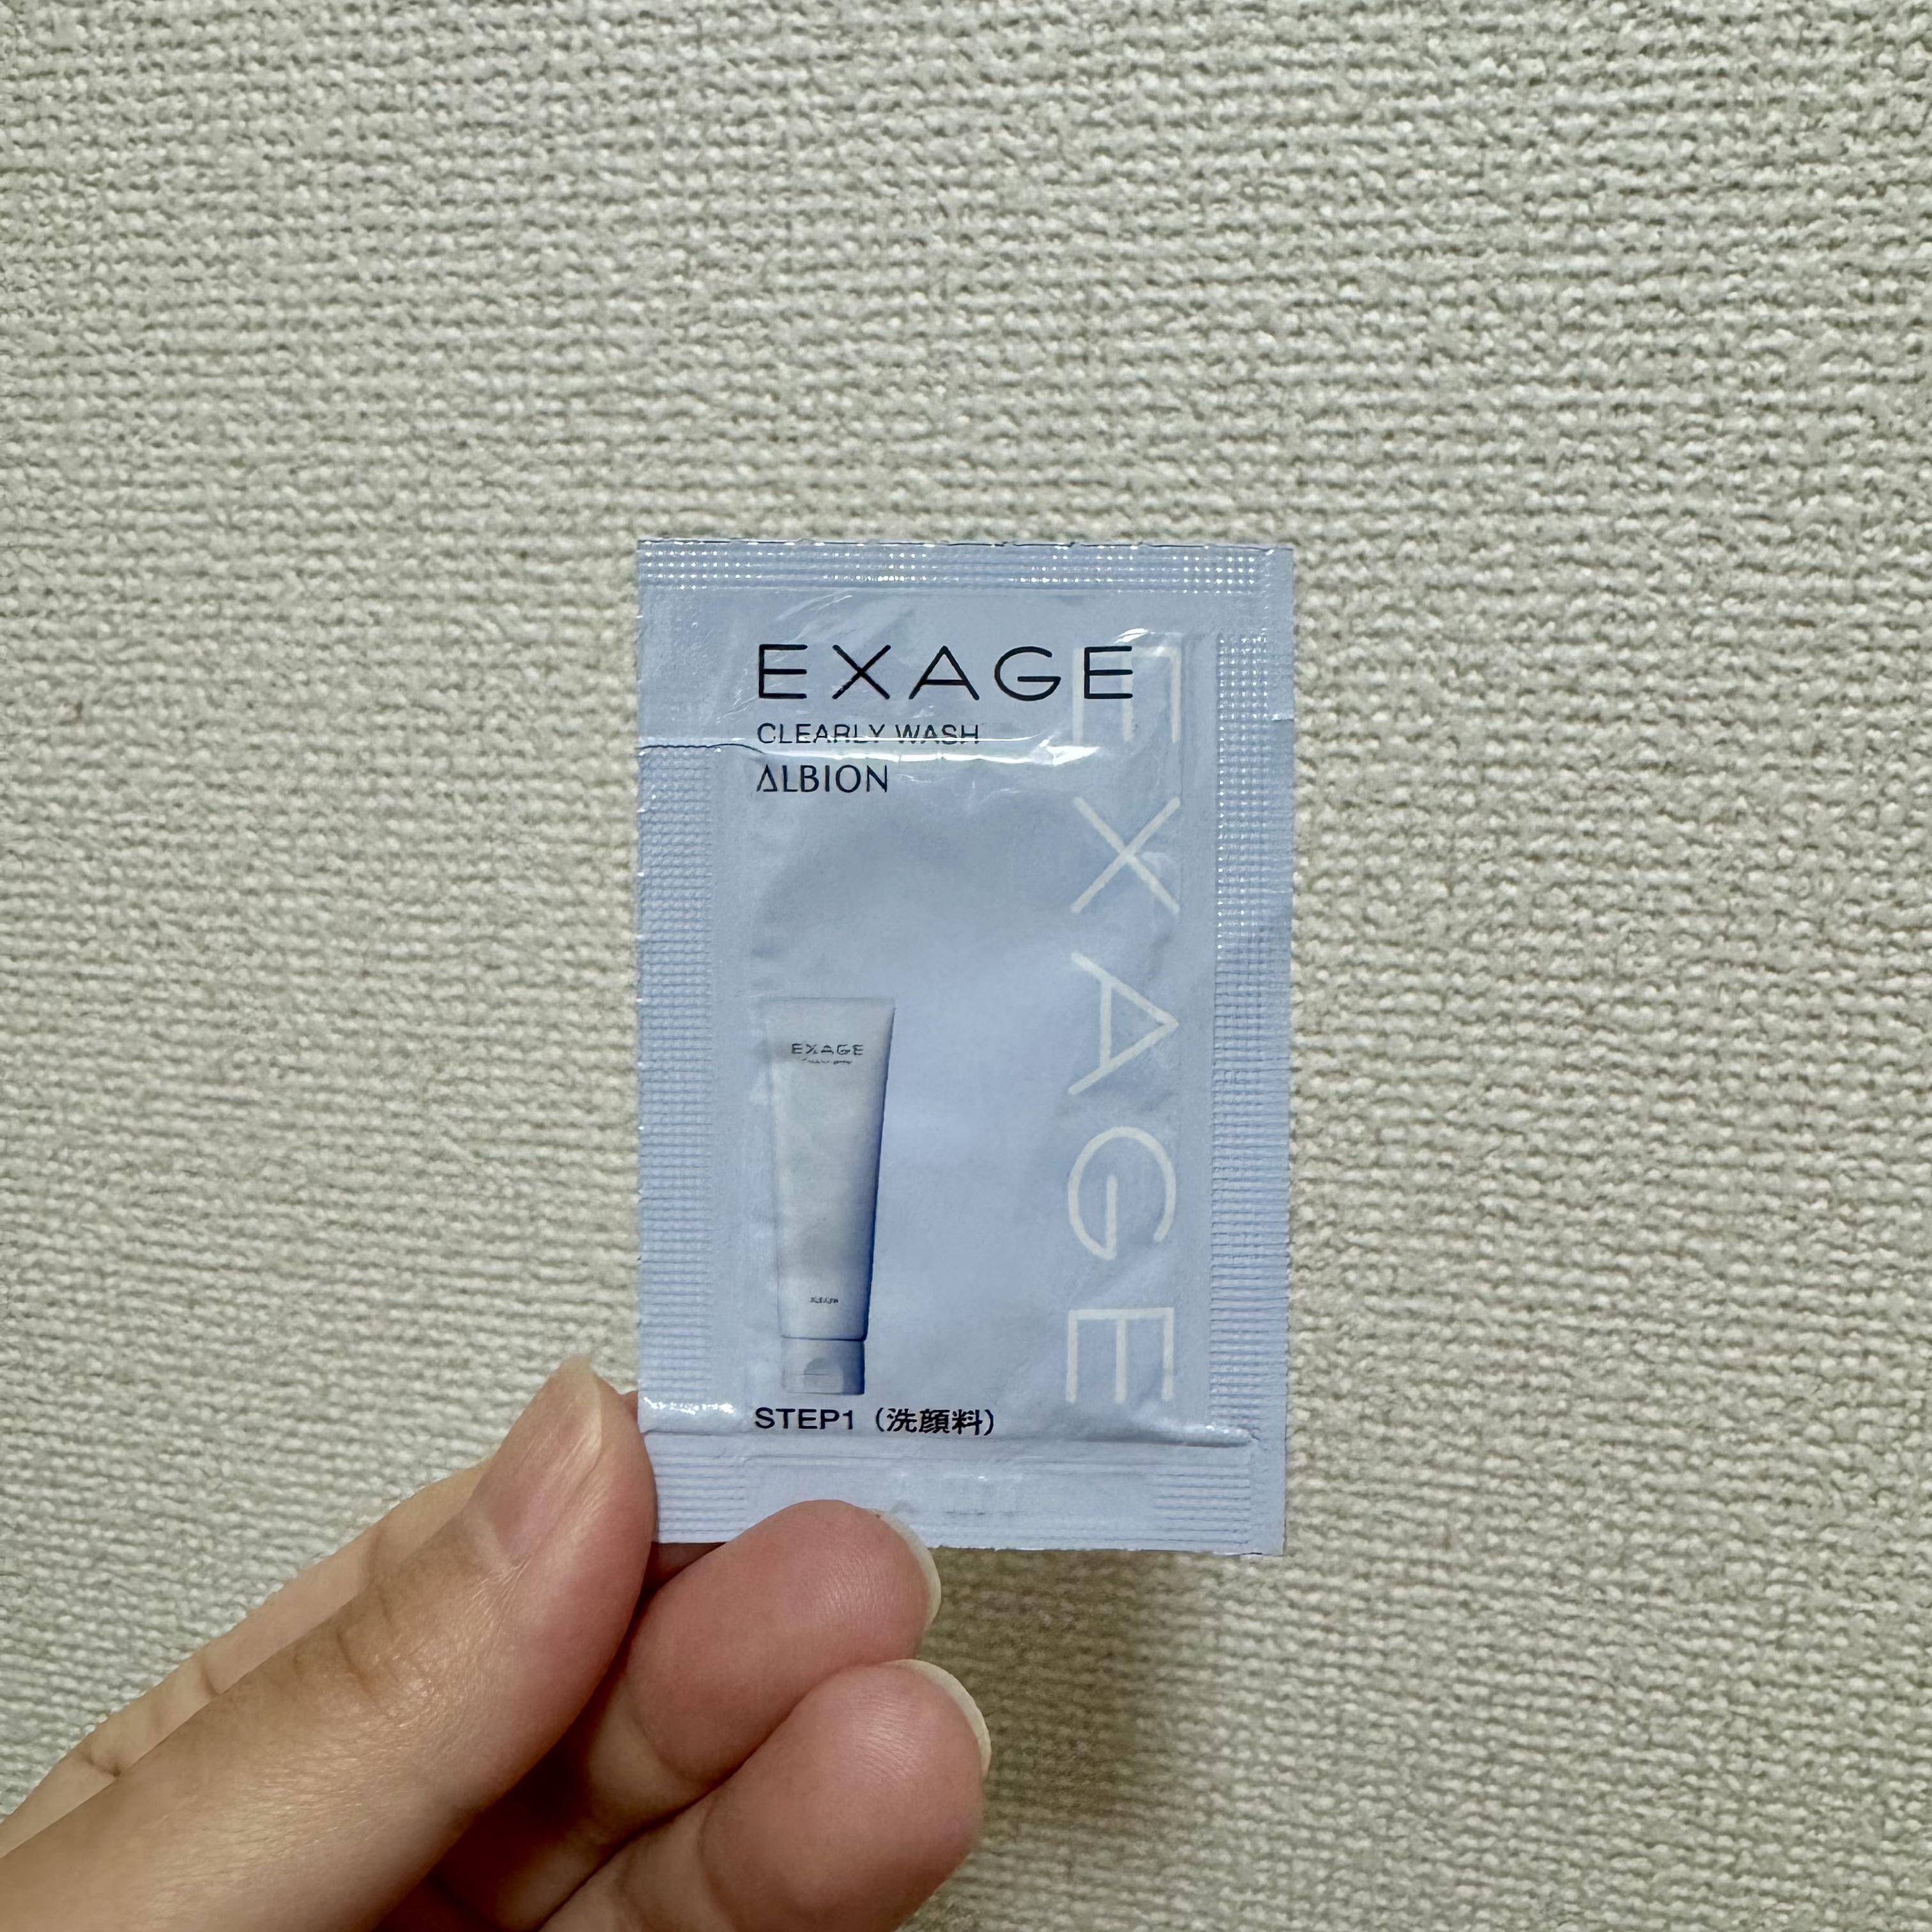 EXAGE
CLEARLY WASH
ALBION
EXAGE
EXAGE
STEP1（洗顔料）